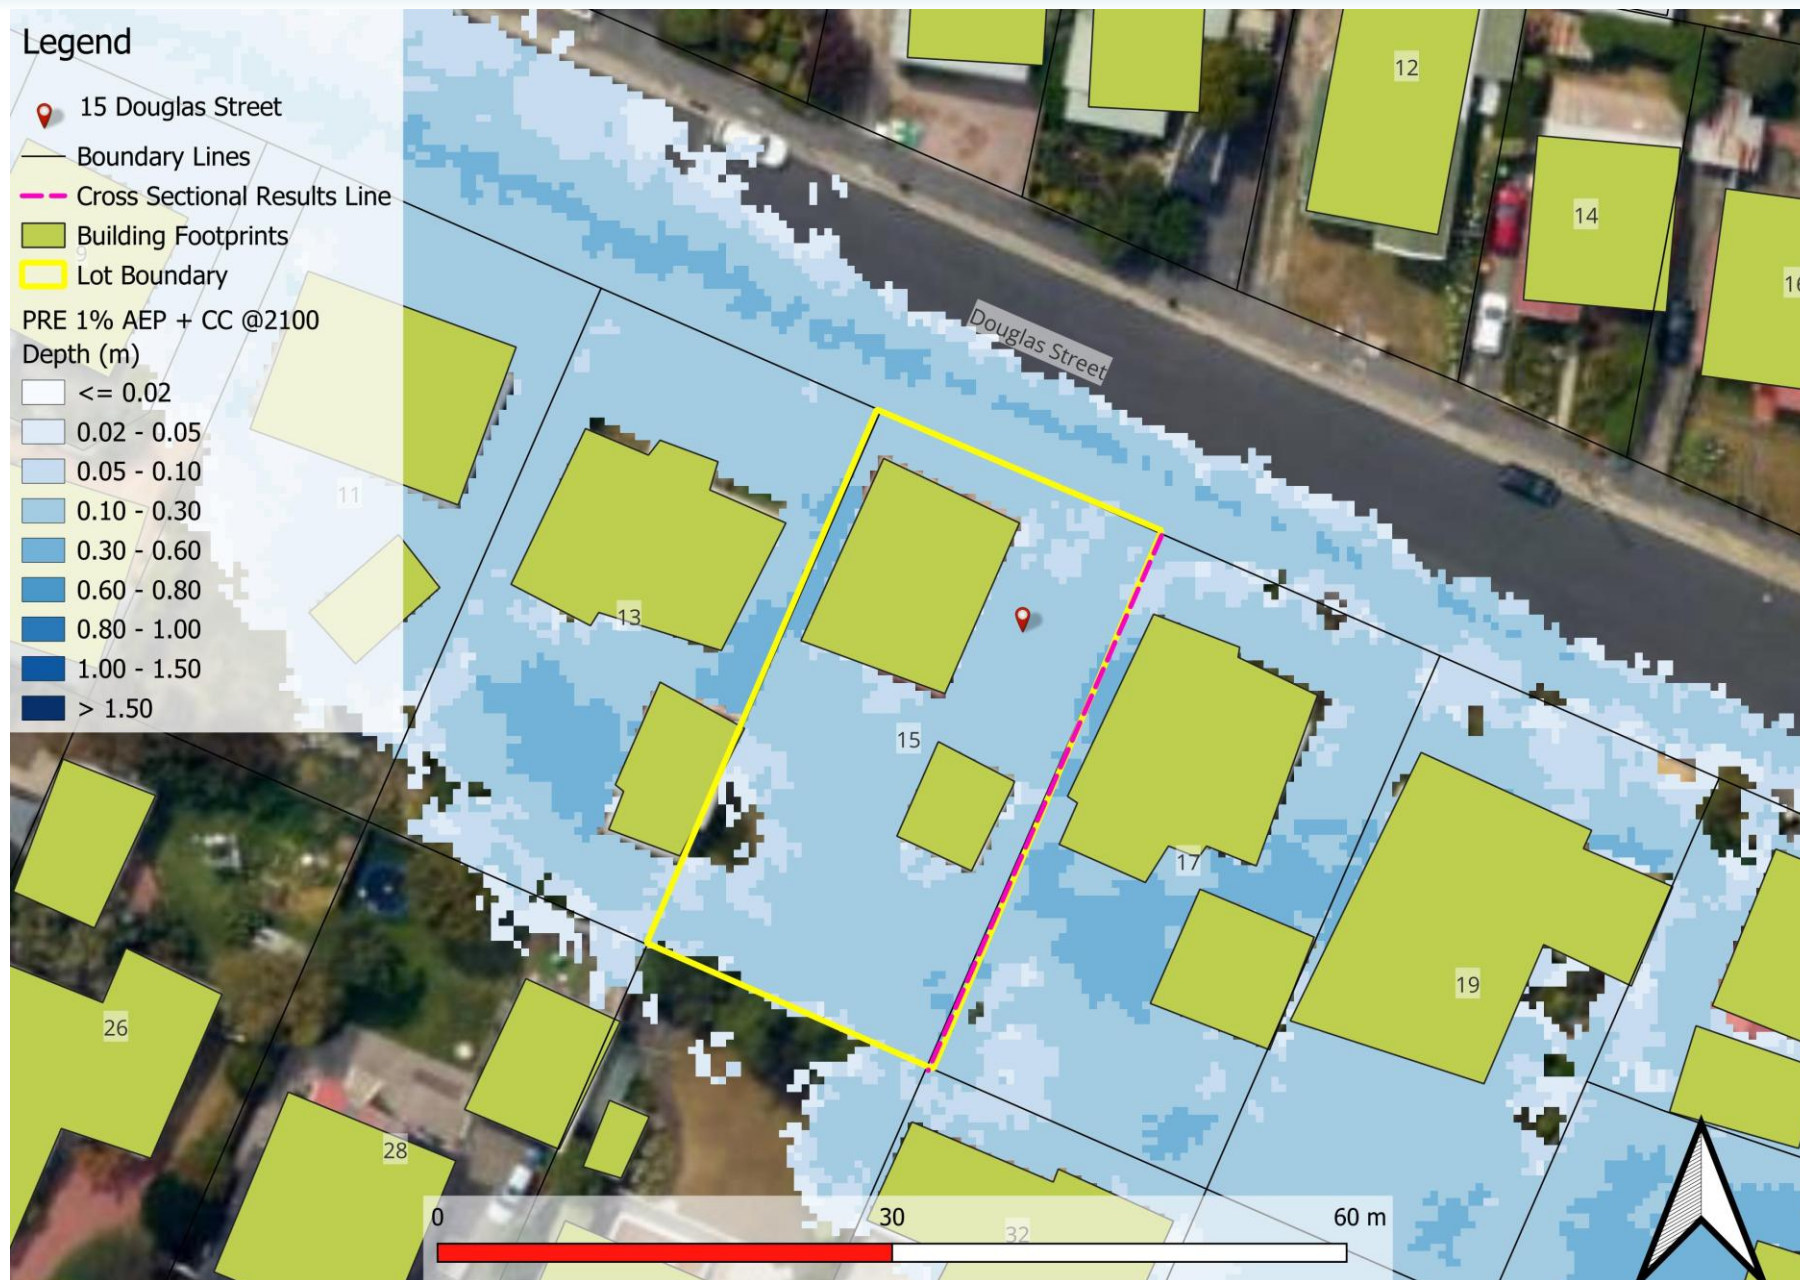 Legend
15 Douglas Street
Boundary Lines
Cross Sectional Results Line
Building Footprints
Lot Boundary
PRE 1% AEP + CC @2100
Depth (m)
<= 0.02
0.02 - 0.05
0.05 - 0.10
0.10 - 0.30
0.30 - 0.60
0.60 - 0.80
0.80 - 1.00
1.00 - 1.50
> 1.50
9
11
12
14
16
Douglas Street
13
15
17
19
26
28
32
0 30 60 m